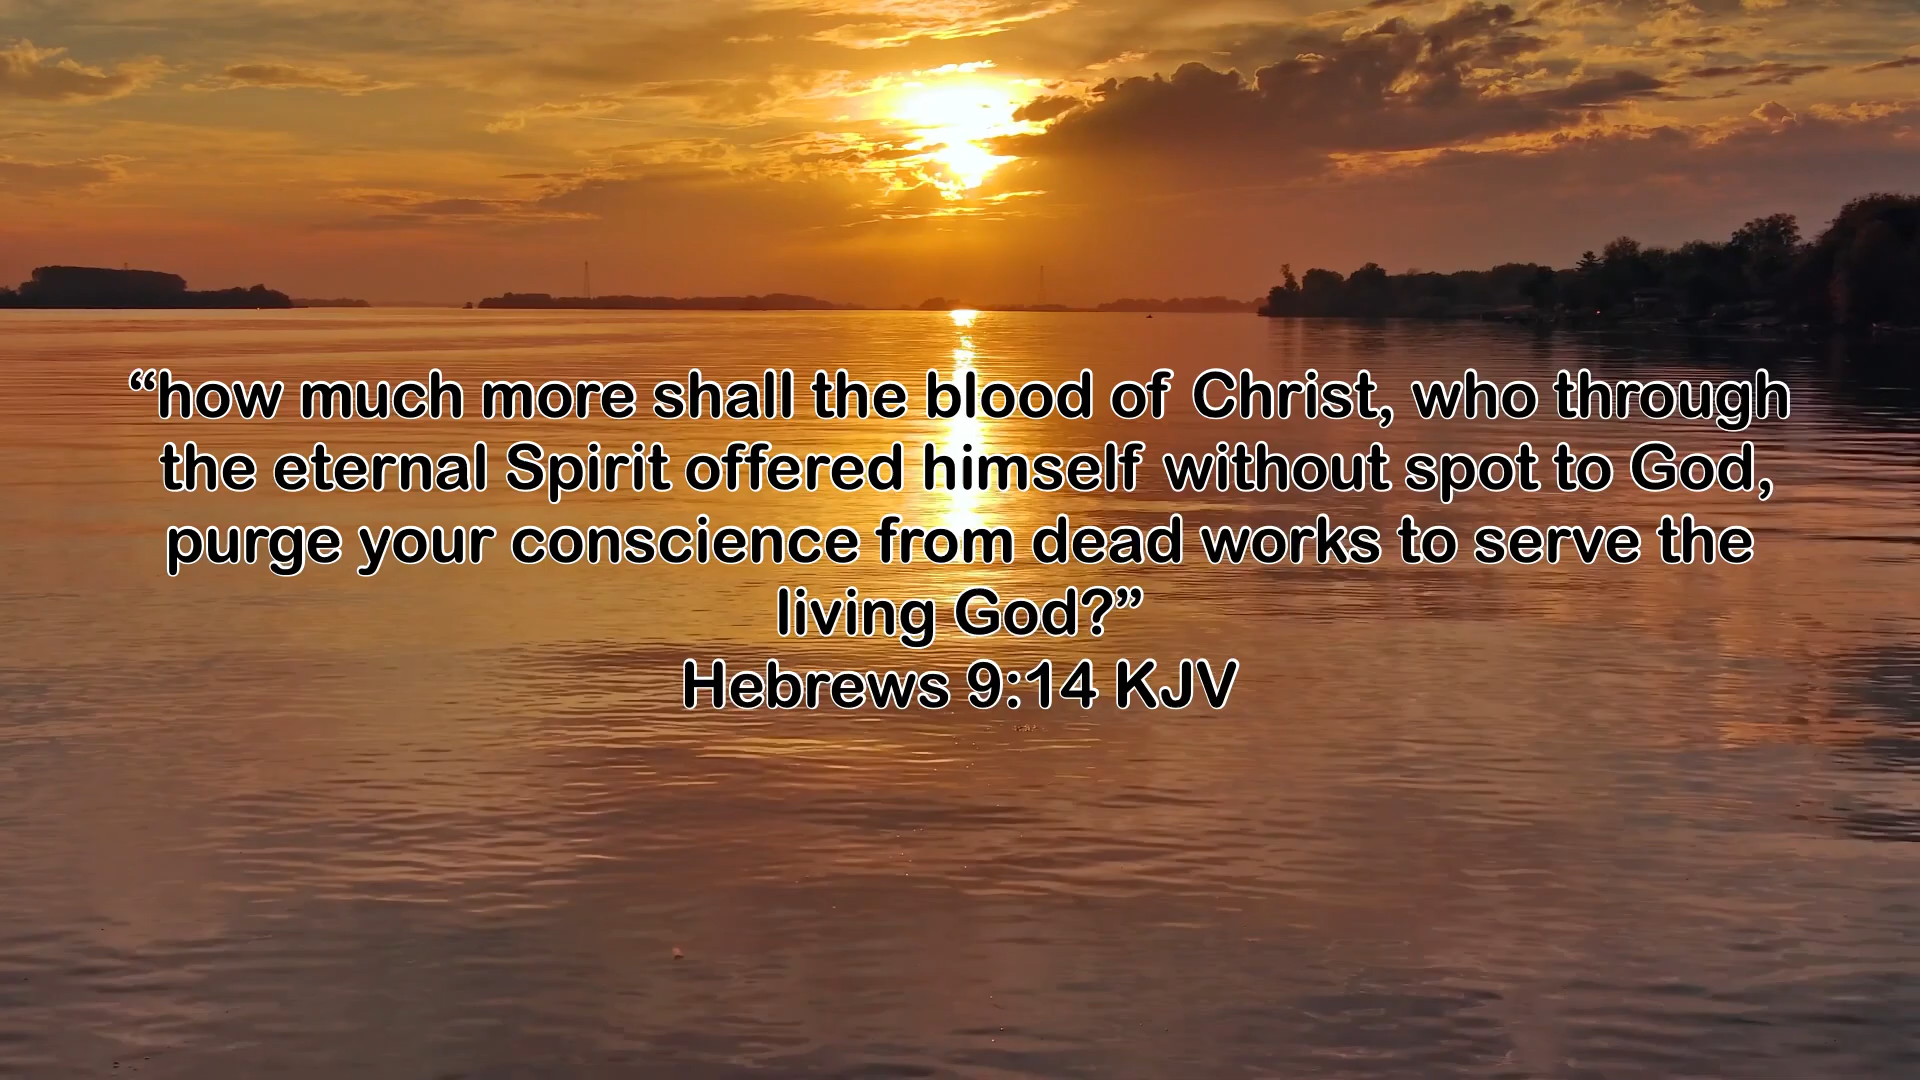 “how much more shall the blood of Christ, who through
the eternal Spirit offered himself without spot to God,
purge your conscience from dead works to serve the
living God?”
Hebrews 9:14 KJV